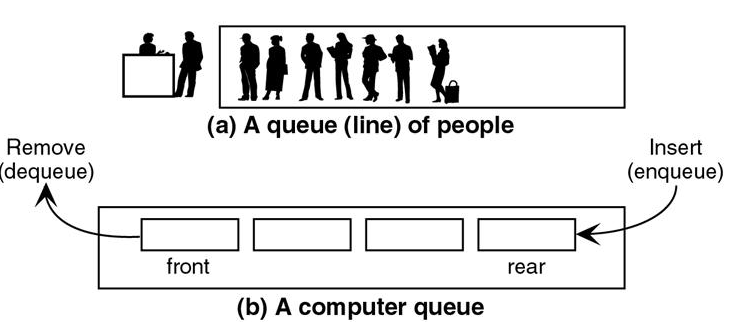 (a) A queue (line) of people
Remove
(dequeue)
Insert
(enqueue)
front
rear
(b) A computer queue